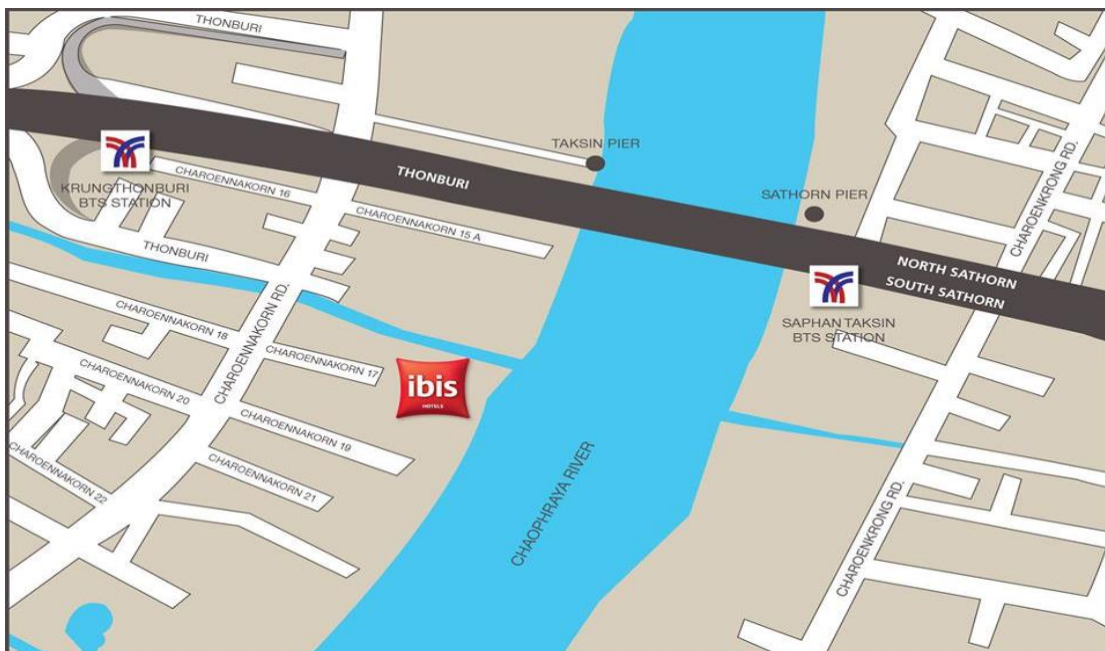 THONBURI
TAKSIN PIER
KRUNGTHONBURI
BTS STATION
CHAROENNAKORN 16
THONBURI
SATHORN PIER
CHAROENKRONG RD.
CHAROENNAKORN 15 A
THONBURI
NORTH SATHORN
SOUTH SATHORN
SAPHAN TAKSIN
BTS STATION
CHAROENNAKORN RD.
CHAROENNAKORN 18
CHAROENNAKORN 17
ibis
HOTELS
CHAROENNAKORN 20
CHAROENNAKORN 19
CHAROENNAKORN 21
CHAROENNAKORN 22
CHAOPHRAYA RIVER
CHAROENKRONG RD.